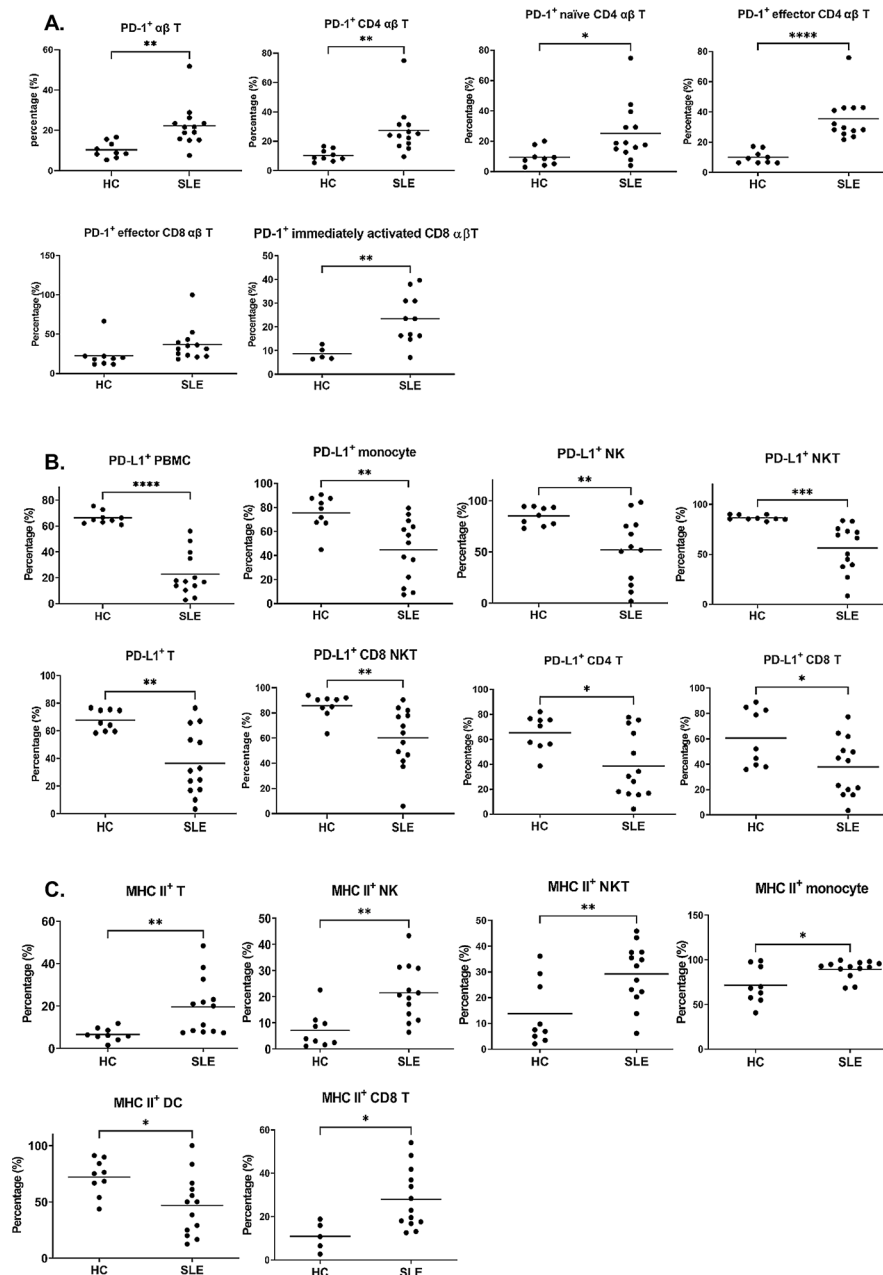 A.
PD-1+ αβ T
**
percentage (%)
60
40
20
0
HC
SLE
PD-1+ CD4 αβ T
**
Percentage (%)
80
60
40
20
0
HC
SLE
PD-1+ naïve CD4 αβ T
*
Percentage (%)
80
60
40
20
0
HC
SLE
PD-1+ effector CD4 αβ T
****
Percentage (%)
80
60
40
20
0
HC
SLE
PD-1+ effector CD8 αβ T
Percentage (%)
150
100
50
0
HC
SLE
PD-1+ immediately activated CD8 αβT
**
Percentage (%)
50
40
30
20
10
0
HC
SLE
B.
PD-L1+ PBMC
****
Percentage (%)
80
60
40
20
0
HC
SLE
PD-L1+ monocyte
**
Percentage (%)
100
80
60
40
20
0
HC
SLE
PD-L1+ NK
**
Percentage (%)
100
50
0
HC
SLE
PD-L1+ NKT
***
Percentage (%)
100
50
0
HC
SLE
PD-L1+ T
**
Percentage (%)
100
80
60
40
20
0
HC
SLE
PD-L1+ CD8 NKT
**
Percentage (%)
100
80
60
40
20
0
HC
SLE
PD-L1+ CD4 T
*
Percentage (%)
100
80
60
40
20
0
HC
SLE
PD-L1+ CD8 T
*
Percentage (%)
100
80
60
40
20
0
HC
SLE
C.
MHC II+ T
**
Percentage (%)
60
40
20
0
HC
SLE
MHC II+ NK
**
Percentage (%)
50
40
30
20
10
0
HC
SLE
MHC II+ NKT
**
Percentage (%)
50
40
30
20
10
0
HC
SLE
MHC II+ monocyte
*
Percentage (%)
150
100
50
0
HC
SLE
MHC II+ DC
*
Percentage (%)
100
50
0
HC
SLE
MHC II+ CD8 T
*
Percentage (%)
60
40
20
0
HC
SLE